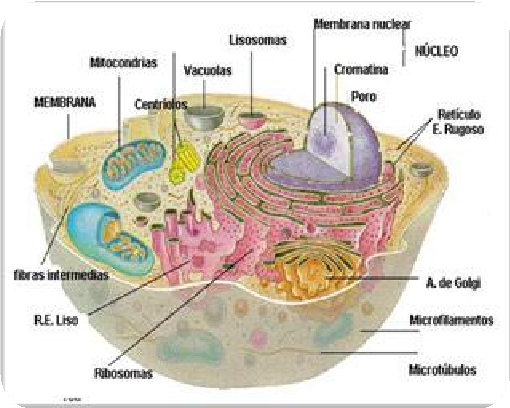 Membrana nuclear
Lisosomas
NÚCLEO
Mitocondrias
Vacuolas
Cromatina
MEMBRANA
Centríolos
Poro
Retículo
E. Rugoso
fibras intermedias
A. de Golgi
R.E. Liso
Microfilamentos
Ribosomas
Microtúbulos